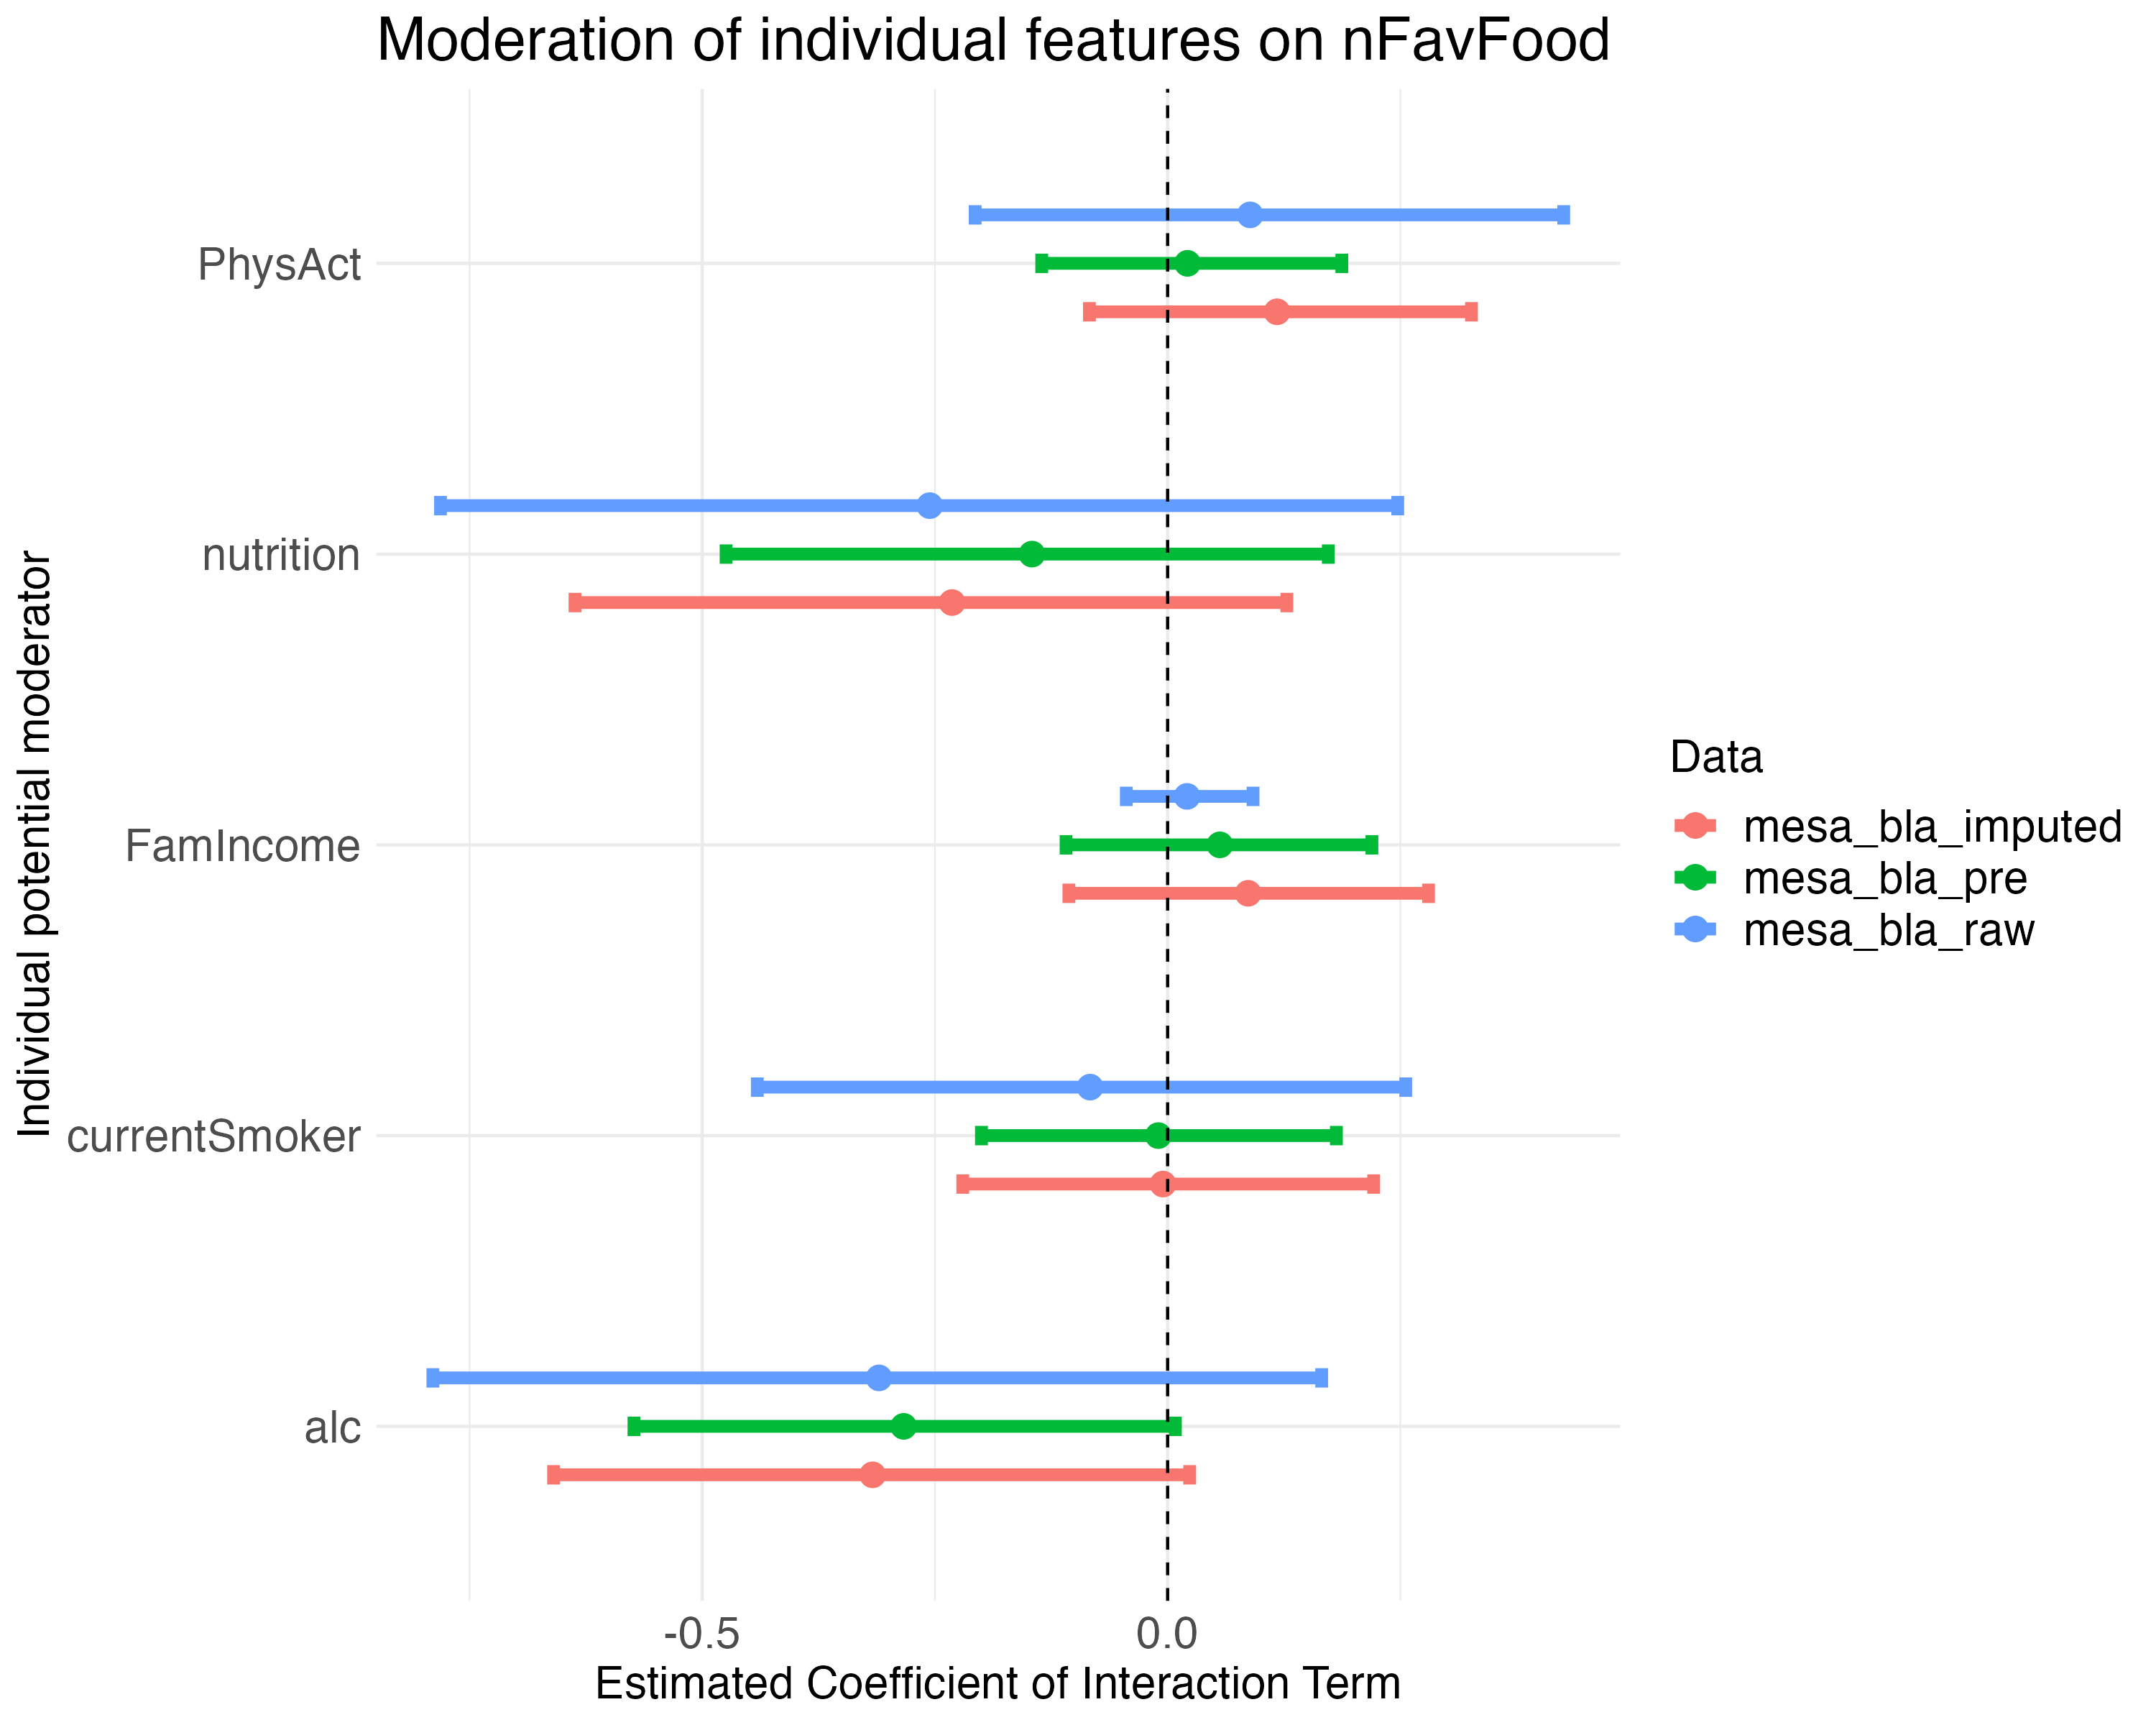 Moderation of individual features on nFavFood
Individual potential moderator
PhysAct
nutrition
FamIncome
currentSmoker
alc
-0.5
0.0
Estimated Coefficient of Interaction Term
Data
mesa_bla_imputed
mesa_bla_pre
mesa_bla_raw